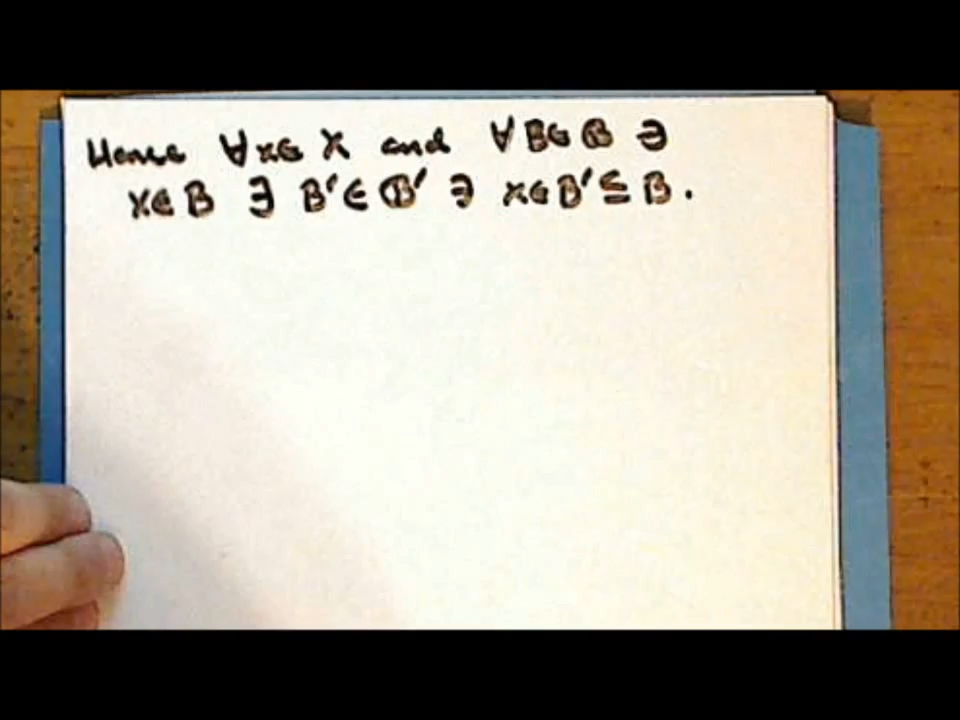 Hence ∀x∈ X and ∀ B∈ 𝔹 ∋
x∈ B ∃ B'∈ 𝔹' ∋ x∈ B'⊆ B.